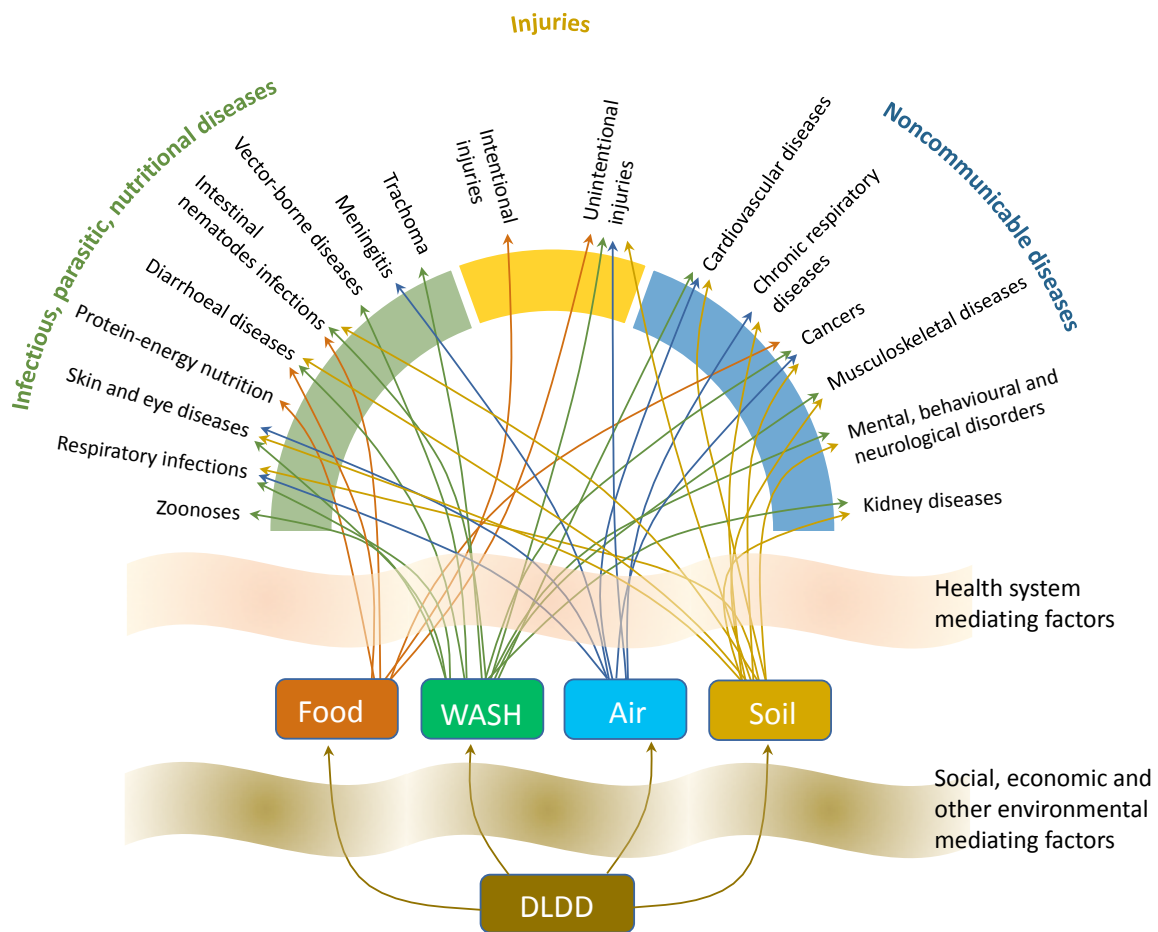 Injuries
Infectious, parasitic, nutritional diseases
Noncommunicable diseases
Zoonoses
Respiratory infections
Skin and eye diseases
Protein-energy nutrition
Diarrhoeal diseases
Intestinal
nematodes infections
Vector-borne diseases
Meningitis
Trachoma
Intentional
injuries
Unintentional
injuries
Cardiovascular diseases
Chronic respiratory
diseases
Cancers
Musculoskeletal diseases
Mental, behavioural and
neurological disorders
Kidney diseases
Health system
mediating factors
Food
WASH
Air
Soil
Social, economic and
other environmental
mediating factors
DLDD